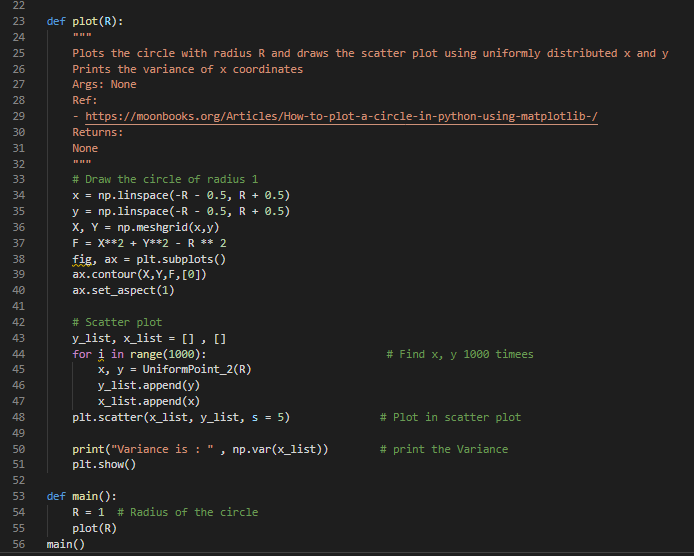 22
23 def plot(R):
24     """
25     Plots the circle with radius R and draws the scatter plot using uniformly distributed x and y
26     Prints the variance of x coordinates
27     Args: None
28     Ref:
29     - https://moonbooks.org/Articles/How-to-plot-a-circle-in-python-using-matplotlib-/
30     Returns:
31     None
32     """
33     # Draw the circle of radius 1
34     x = np.linspace(-R - 0.5, R + 0.5)
35     y = np.linspace(-R - 0.5, R + 0.5)
36     X, Y = np.meshgrid(x,y)
37     F = X**2 + Y**2 - R ** 2
38     fig, ax = plt.subplots()
39     ax.contour(X,Y,F,[0])
40     ax.set_aspect(1)
41
42     # Scatter plot
43     y_list, x_list = [] , []
44     for i in range(1000):                            # Find x, y 1000 timees
45         x, y = UniformPoint_2(R)
46         y_list.append(y)
47         x_list.append(x)
48     plt.scatter(x_list, y_list, s = 5)              # Plot in scatter plot
49
50     print("Variance is : " , np.var(x_list))        # print the Variance
51     plt.show()
52
53 def main():
54     R = 1  # Radius of the circle
55     plot(R)
56 main()